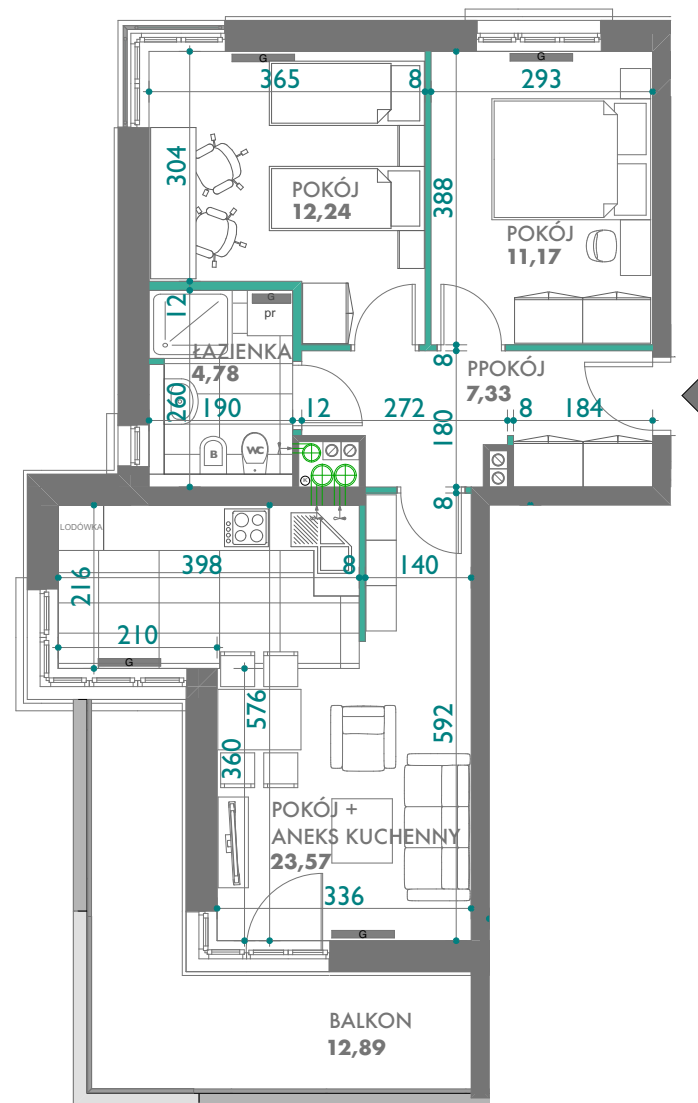 G
G
365
8
293
304
388
POKÓJ
12,24
POKÓJ
11,17
12
G
pr
ŁAZIENKA
4,78
8
PPOKÓJ
7,33
260
190
12
272
180
8
184
B
WC
K
8
LODÓWKA
216
398
8
140
210
G
576
592
360
POKÓJ +
ANEKS KUCHENNY
23,57
336
G
BALKON
12,89